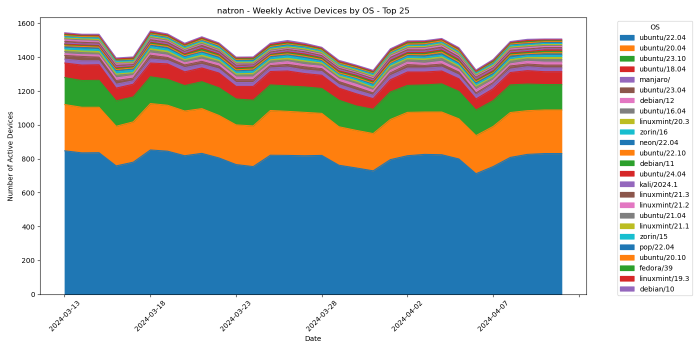 natron - Weekly Active Devices by OS - Top 25
Number of Active Devices
1600
1400
1200
1000
800
600
400
200
0
2024-03-13
2024-03-18
2024-03-23
2024-03-28
2024-04-02
2024-04-07
Date
OS
ubuntu/22.04
ubuntu/20.04
ubuntu/23.10
ubuntu/18.04
manjaro/
ubuntu/23.04
debian/12
ubuntu/16.04
linuxmint/20.3
zorin/16
neon/22.04
ubuntu/22.10
debian/11
ubuntu/24.04
kali/2024.1
linuxmint/21.3
linuxmint/21.2
ubuntu/21.04
linuxmint/21.1
zorin/15
pop/22.04
ubuntu/20.10
fedora/39
linuxmint/19.3
debian/10